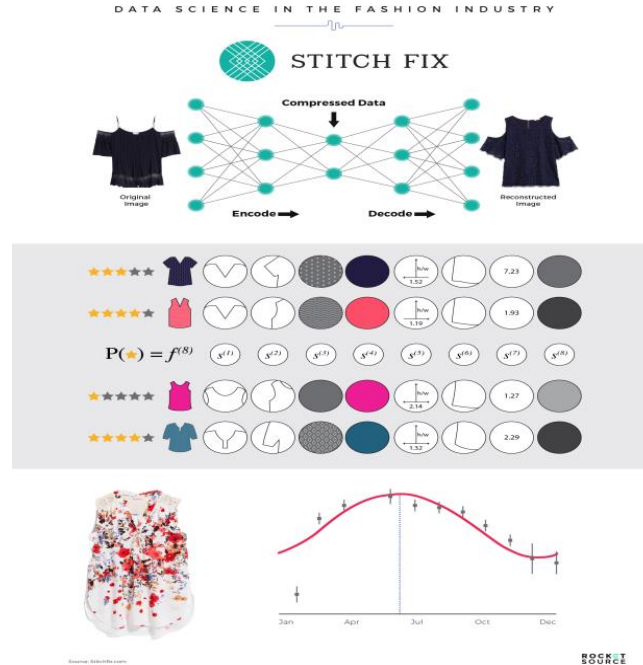 DATA SCIENCE IN THE FASHION INDUSTRY
STITCH FIX
Compressed Data
Original
Image
Reconstructed
Image
Encode
Decode
h/w
1.52
7.23
h/w
1.19
1.93
P(★) = f⁽⁸⁾ s⁽¹⁾ s⁽²⁾ s⁽³⁾ s⁽⁴⁾ s⁽⁵⁾ s⁽⁶⁾ s⁽⁷⁾ s⁽⁸⁾
h/w
2.14
1.27
h/w
1.32
2.29
Jan Apr Jul Oct Dec
Source: Stitchfix.com
ROCKET
SOURCE